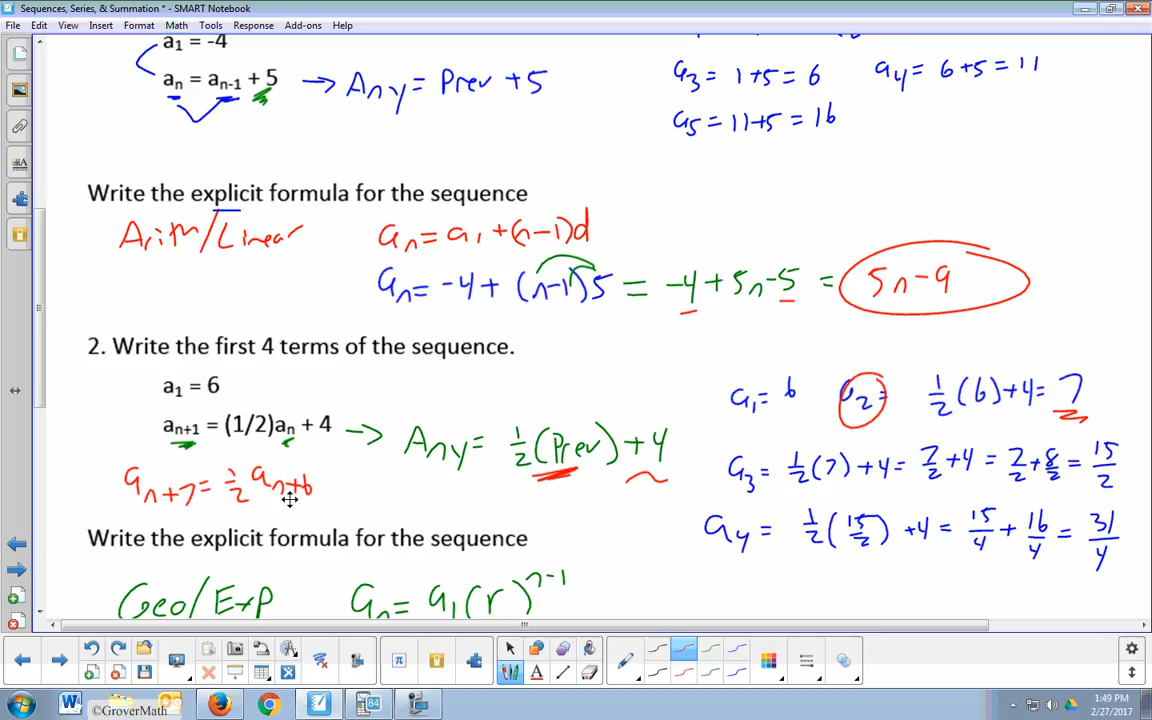 Sequences, Series, & Summation * - SMART Notebook
File Edit View Insert Format Math Tools Response Add-ons Help
a1 = -4
an = an-1 + 5 → Any = Prev + 5
a3 = 1+5 = 6 a4 = 6+5 = 11
a5 = 11+5 = 16
Write the explicit formula for the sequence
Arith/Linear an = a1 + (n-1)d
an = -4 + (n-1)5 = -4 + 5n - 5 = 5n - 9
2. Write the first 4 terms of the sequence.
a1 = 6
a1 = 6 a2 = 1/2 (6) + 4 = 7
an+1 = (1/2)an + 4 → Any = 1/2 (Prev) + 4
a3 = 1/2 (7) + 4 = 7/2 + 4 = 7/2 + 8/2 = 15/2
an+7 = 1/2 an+6
a4 = 1/2 (15/2) + 4 = 15/4 + 16/4 = 31/4
Write the explicit formula for the sequence
Geo/Exp an = a1(r)^n-1
84
©GroverMath
1:49 PM
2/27/2017